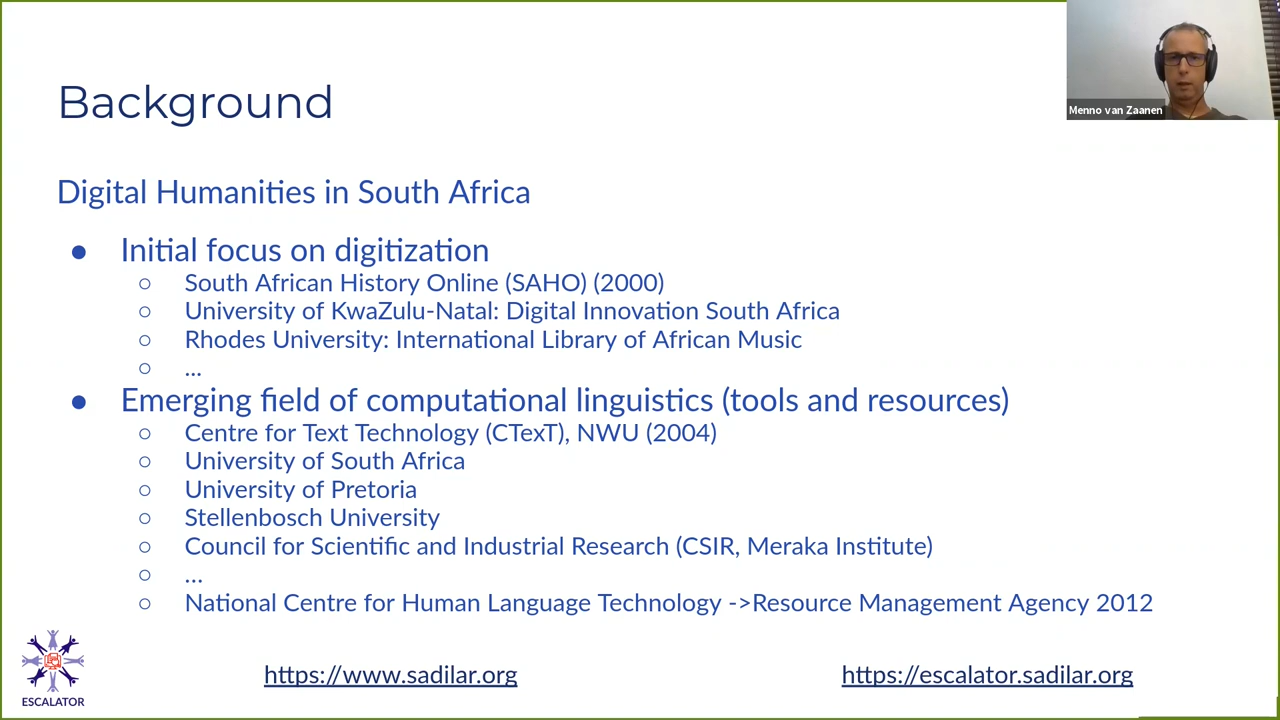 Menno van Zaanen
Background
Digital Humanities in South Africa
● Initial focus on digitization
○ South African History Online (SAHO) (2000)
○ University of KwaZulu-Natal: Digital Innovation South Africa
○ Rhodes University: International Library of African Music
○ ...
● Emerging field of computational linguistics (tools and resources)
○ Centre for Text Technology (CTexT), NWU (2004)
○ University of South Africa
○ University of Pretoria
○ Stellenbosch University
○ Council for Scientific and Industrial Research (CSIR, Meraka Institute)
○ ...
○ National Centre for Human Language Technology ->Resource Management Agency 2012
https://www.sadilar.org
https://escalator.sadilar.org
ESCALATOR